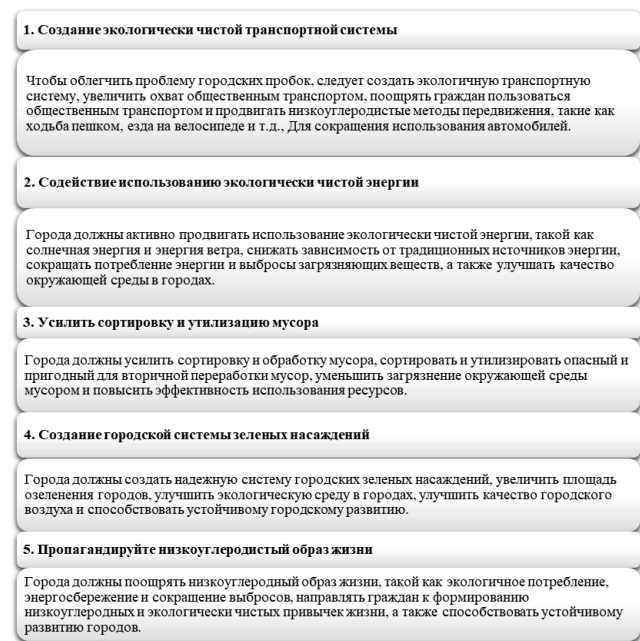 1. Создание экологически чистой транспортной системы
Чтобы облегчить проблему городских пробок, следует создать экологичную транспортную
систему, увеличить охват общественным транспортом, поощрять граждан пользоваться
общественным транспортом и продвигать низкоуглеродистые методы передвижения, такие как
ходьба пешком, езда на велосипеде и т.д., Для сокращения использования автомобилей.
2. Содействие использованию экологически чистой энергии
Города должны активно продвигать использование экологически чистой энергии, такой как
солнечная энергия и энергия ветра, снижать зависимость от традиционных источников энергии,
сокращать потребление энергии и выбросы загрязняющих веществ, а также улучшать качество
окружающей среды в городах.
3. Усилить сортировку и утилизацию мусора
Города должны усилить сортировку и обработку мусора, сортировать и утилизировать опасный и
пригодный для вторичной переработки мусор, уменьшить загрязнение окружающей среды
мусором и повысить эффективность использования ресурсов.
4. Создание городской системы зеленых насаждений
Города должны создать надежную систему городских зеленых насаждений, увеличить площадь
озеленения городов, улучшить экологическую среду в городах, улучшить качество городского
воздуха и способствовать устойчивому городскому развитию.
5. Пропагандируйте низкоуглеродистый образ жизни
Города должны поощрять низкоуглеродный образ жизни, такой как экологичное потребление,
энергосбережение и сокращение выбросов, направлять граждан к формированию
низкоуглеродных и экологически чистых привычек жизни, а также способствовать устойчивому
развитию городов.